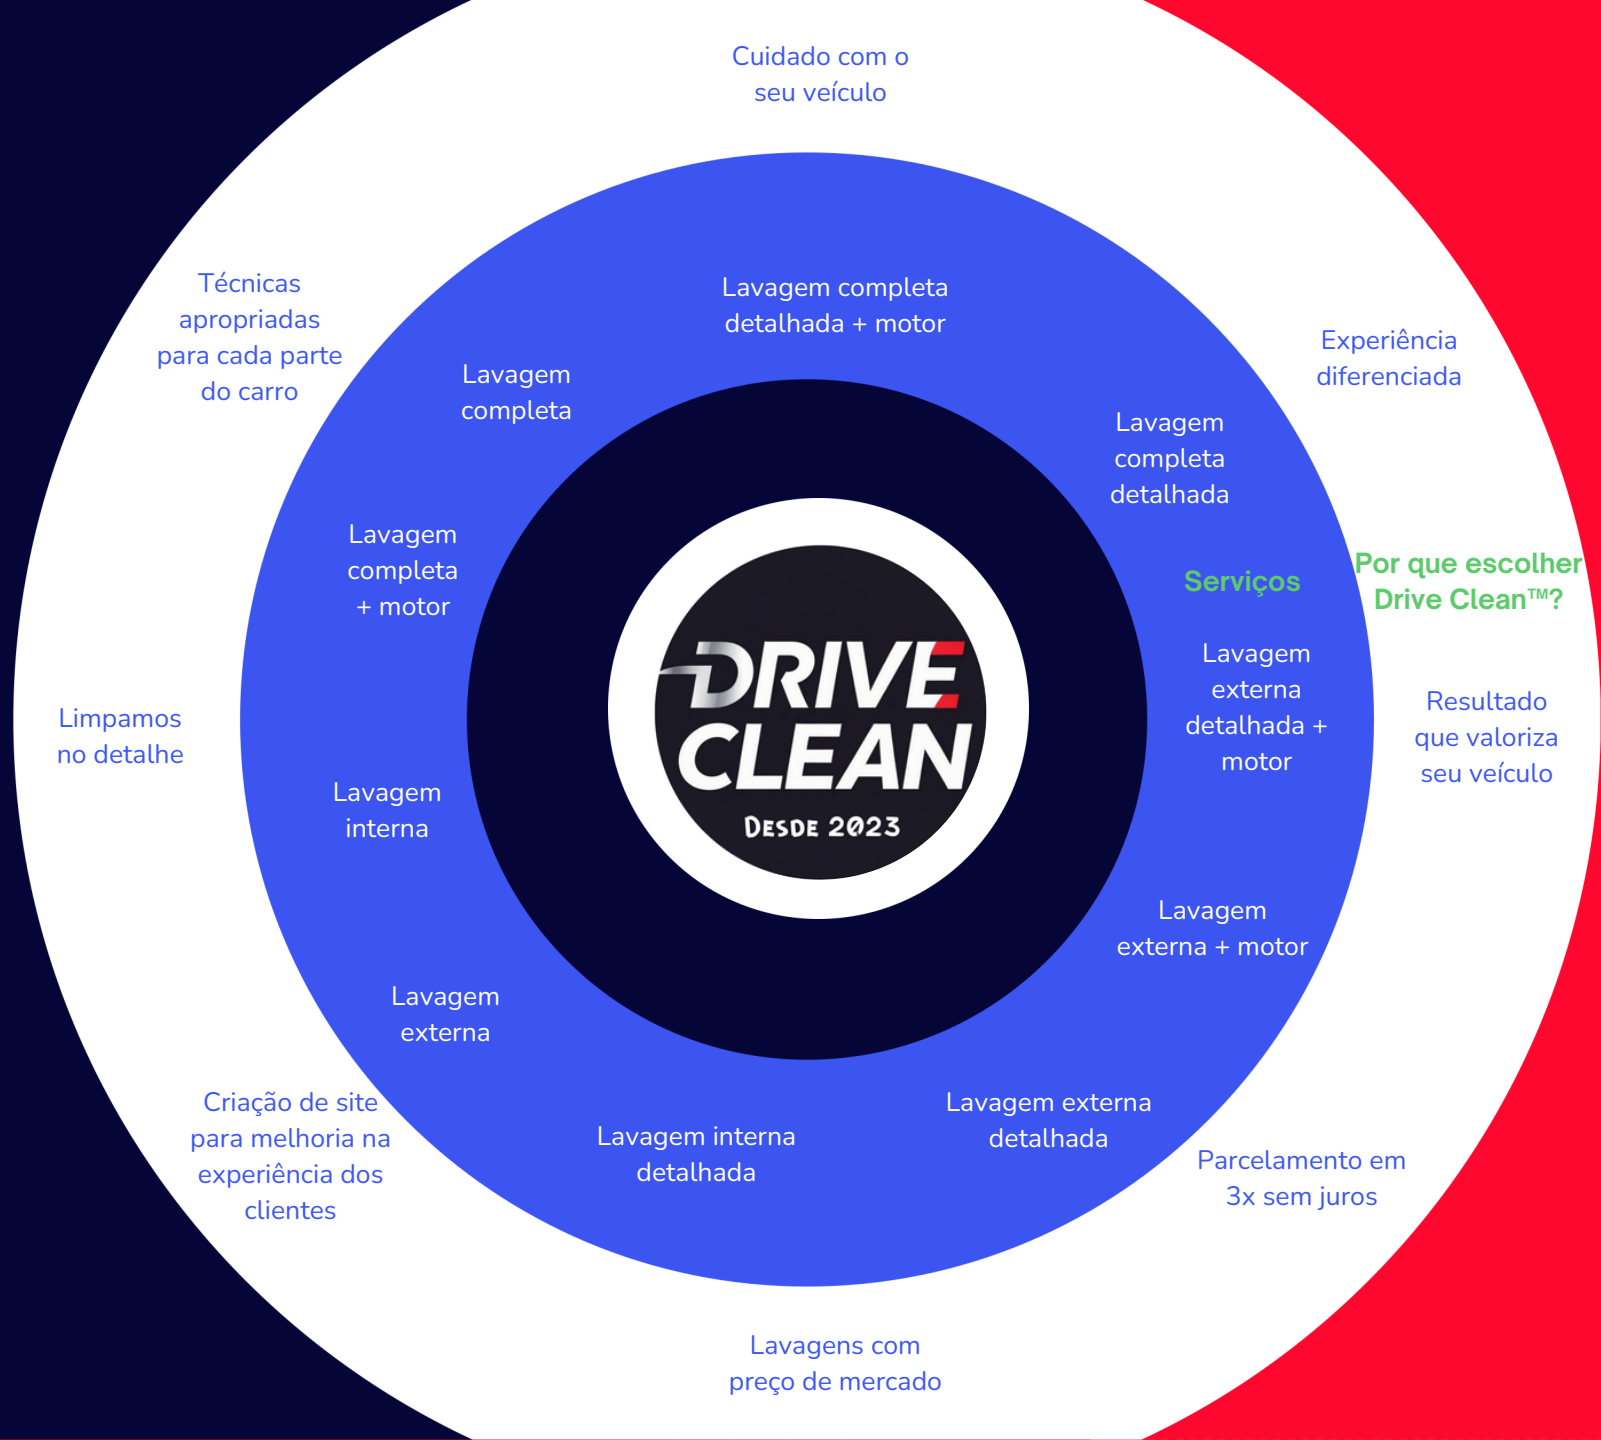 Cuidado com o
seu veículo
Técnicas
apropriadas
para cada parte
do carro
Lavagem completa
detalhada + motor
Experiência
diferenciada
Lavagem
completa
Lavagem
completa
detalhada
Lavagem
completa
+ motor
Serviços
Por que escolher
Drive Clean™?
Lavagem
externa
detalhada +
motor
Resultado
que valoriza
seu veículo
Limpamos
no detalhe
DRIVE
CLEAN
DESDE 2023
Lavagem
interna
Lavagem
externa + motor
Lavagem
externa
Criação de site
para melhoria na
experiência dos
clientes
Lavagem interna
detalhada
Lavagem externa
detalhada
Parcelamento em
3x sem juros
Lavagens com
preço de mercado